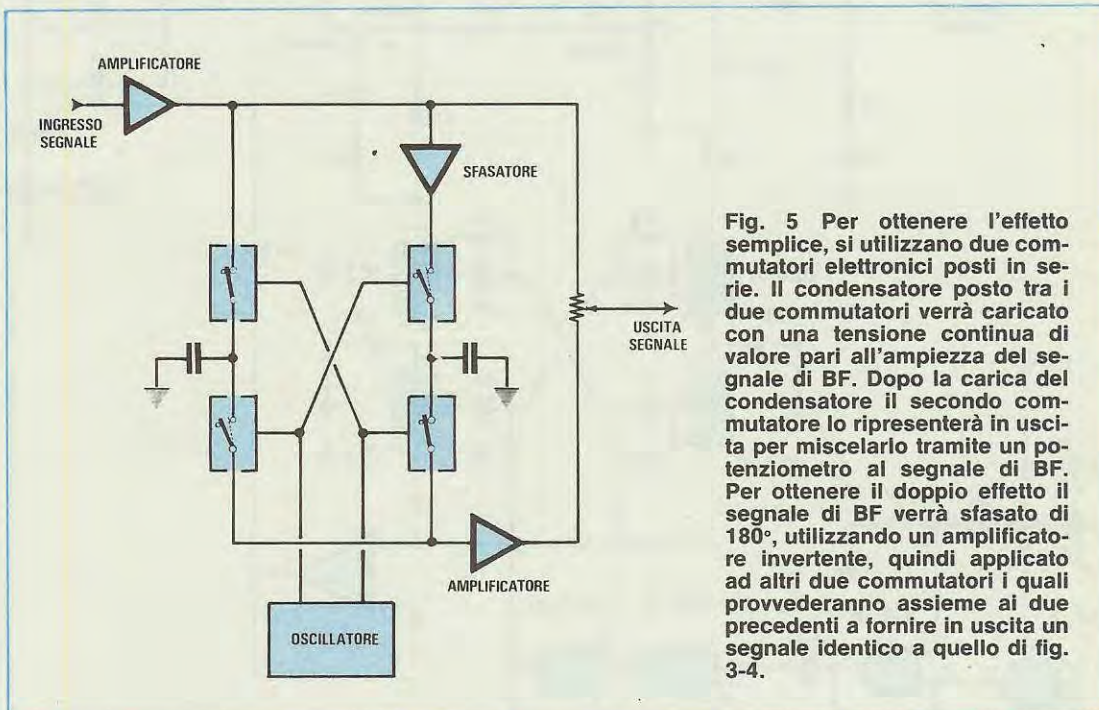 AMPLIFICATORE
INGRESSO
SEGNALE
SFASATORE
USCITA
SEGNALE
AMPLIFICATORE
OSCILLATORE
Fig. 5 Per ottenere l'effetto
semplice, si utilizzano due com-
mutatori elettronici posti in se-
rie. Il condensatore posto tra i
due commutatori verrà caricato
con una tensione continua di
valore pari all'ampiezza del se-
gnale di BF. Dopo la carica del
condensatore il secondo com-
mutatore lo ripresenterà in usci-
ta per miscelarlo tramite un po-
tenziometro al segnale di BF.
Per ottenere il doppio effetto il
segnale di BF verrà sfasato di
180°, utilizzando un amplificato-
re invertente, quindi applicato
ad altri due commutatori i quali
provvederanno assieme ai due
precedenti a fornire in uscita un
segnale identico a quello di fig.
3-4.